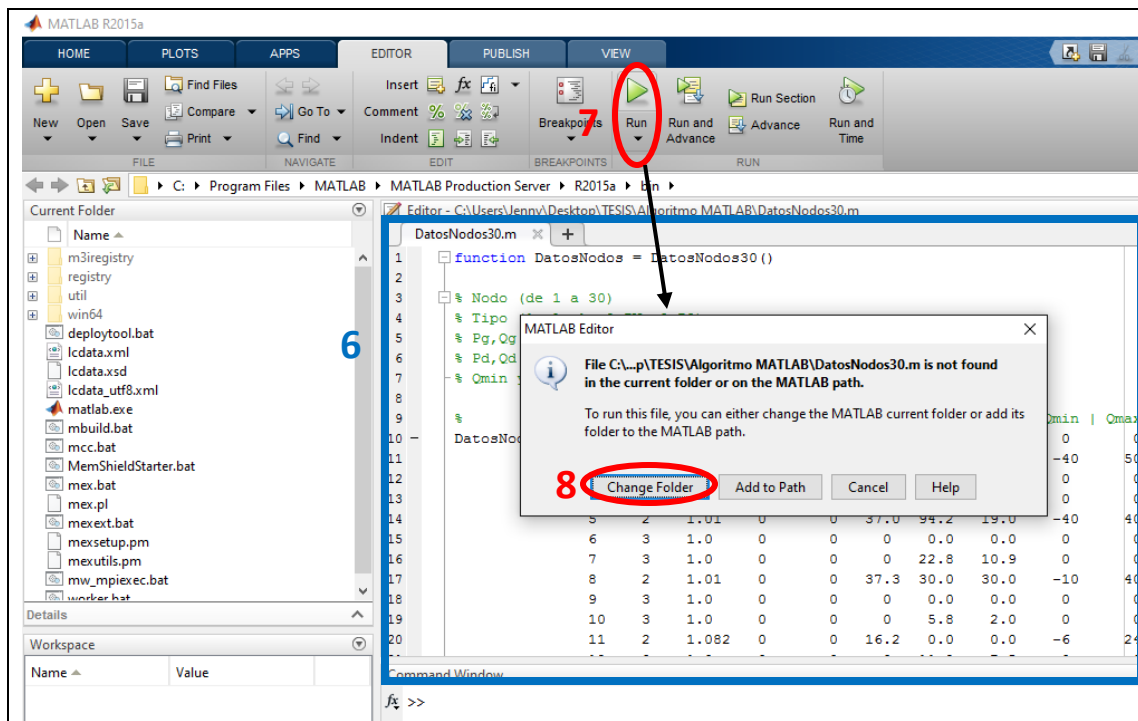 MATLAB R2015a
HOME PLOTS APPS EDITOR PUBLISH VIEW
New Open Save Find Files Compare Print
Go To Find
Insert fx
Comment
Indent
Breakpoints
7
Run Run and Advance Run Section Advance Run and Time
FILE NAVIGATE EDIT BREAKPOINTS RUN
C: Program Files MATLAB MATLAB Production Server R2015a bin
Current Folder
Name
m3iregistry
registry
util
win64
deploytool.bat
lcdata.xml
lcdata.xsd
lcdata_utf8.xml
matlab.exe
mbuild.bat
mcc.bat
MemShieldStarter.bat
mex.bat
mex.pl
mexext.bat
mexsetup.pm
mexutils.pm
mw_mpiexec.bat
worker.bat
Details
Workspace
Name Value
6
Editor - C:\Users\Jenny\Desktop\TESIS\Algoritmo MATLAB\DatosNodos30.m
DatosNodos30.m
1 function DatosNodos = DatosNodos30()
2
3 % Nodo (de 1 a 30)
4 % Tipo
5 % Pg,Qg
6 % Pd,Qd
7 % Qmin
8
9 % Qmin | Qmax
10 DatosNod 0 0
11 -40 50
12 0 0
13 0 0
14 5 2 1.01 0 0 37.0 94.2 19.0 -40 40
15 6 3 1.0 0 0 0 0.0 0.0 0 0
16 7 3 1.0 0 0 0 22.8 10.9 0 0
17 8 2 1.01 0 0 37.3 30.0 30.0 -10 40
18 9 3 1.0 0 0 0 0.0 0.0 0 0
19 10 3 1.0 0 0 0 5.8 2.0 0 0
20 11 2 1.082 0 0 16.2 0.0 0.0 -6 24
MATLAB Editor
File C:\...p\TESIS\Algoritmo MATLAB\DatosNodos30.m is not found
in the current folder or on the MATLAB path.
To run this file, you can either change the MATLAB current folder or add its
folder to the MATLAB path.
8
Change Folder Add to Path Cancel Help
Command Window
fx >>